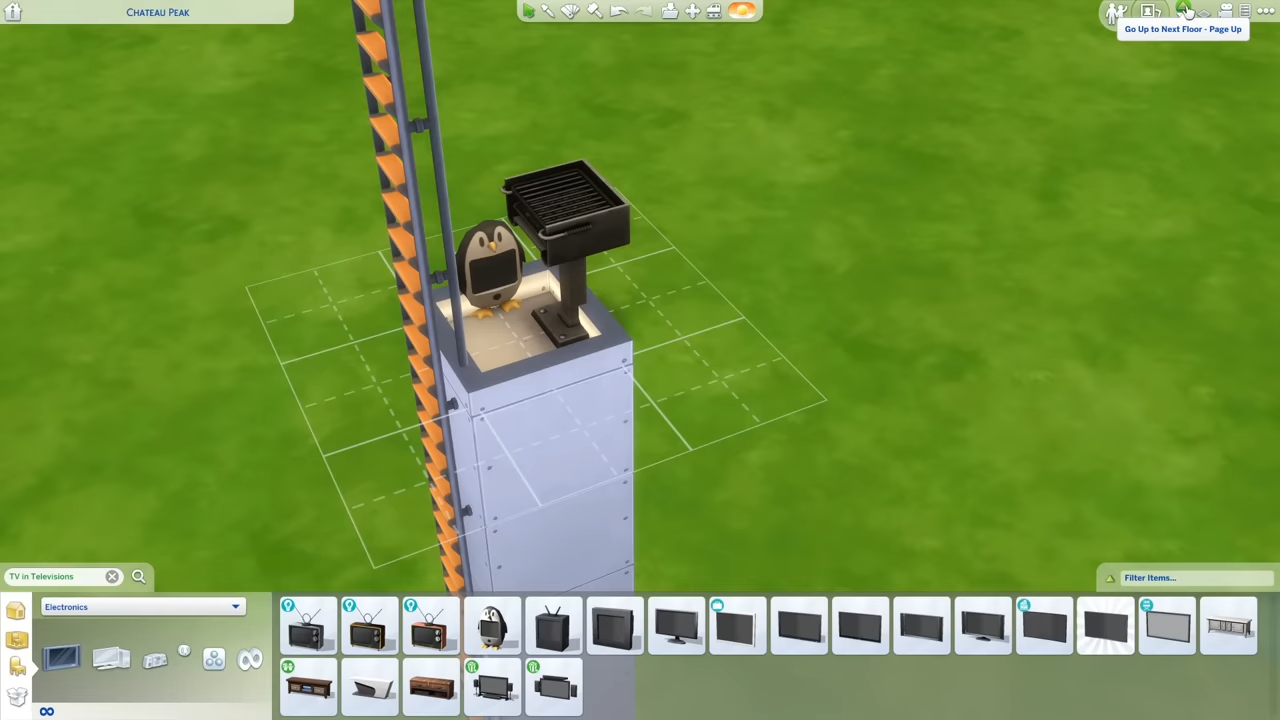 Chateau Peak
Go Up to Next Floor - Page Up
TV in Televisions
Filter Items...
Electronics